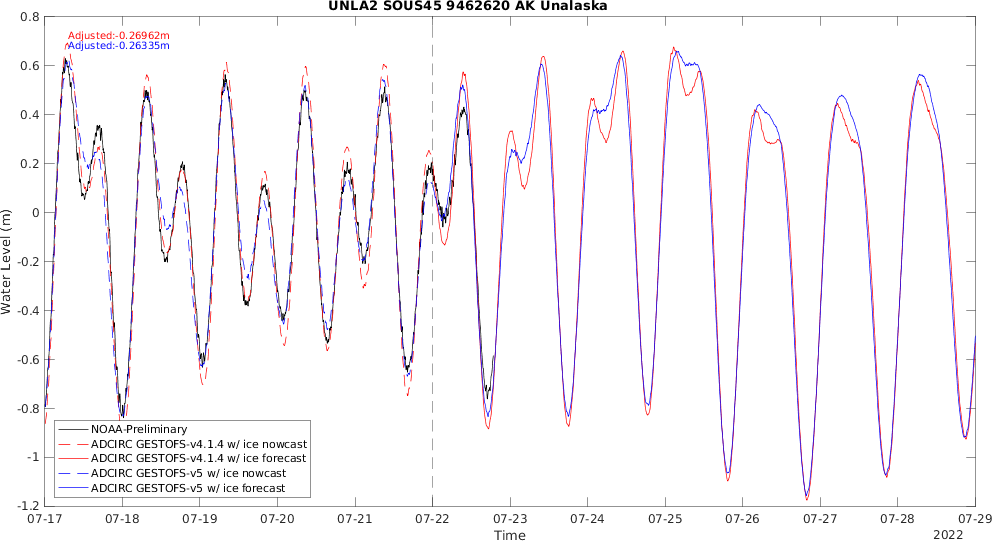 UNLA2 SOUS45 9462620 AK Unalaska
Adjusted:-0.26962m
Adjusted:-0.26335m
Water Level (m)
0.8
0.6
0.4
0.2
0
-0.2
-0.4
-0.6
-0.8
-1
-1.2
NOAA-Preliminary
ADCIRC GESTOFS-v4.1.4 w/ ice nowcast
ADCIRC GESTOFS-v4.1.4 w/ ice forecast
ADCIRC GESTOFS-v5 w/ ice nowcast
ADCIRC GESTOFS-v5 w/ ice forecast
07-17 07-18 07-19 07-20 07-21 07-22 07-23 07-24 07-25 07-26 07-27 07-28 07-29
Time
2022